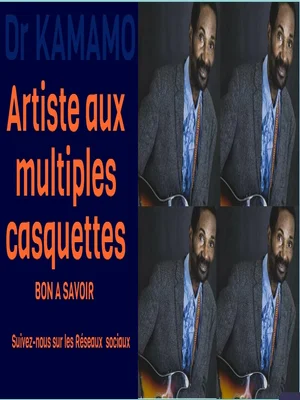 Dr KAMAMO
Artiste aux
multiples
casquettes
BON A SAVOIR
Suivez-nous sur les Réseaux sociaux